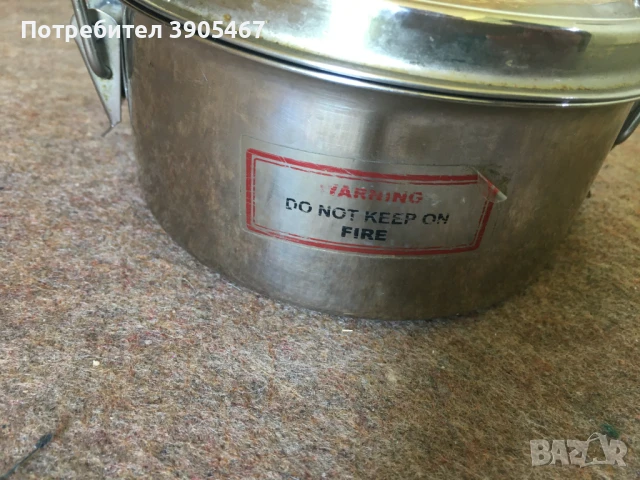 Потребител 3905467
WARNING
DO NOT KEEP ON
FIRE
BAZAR